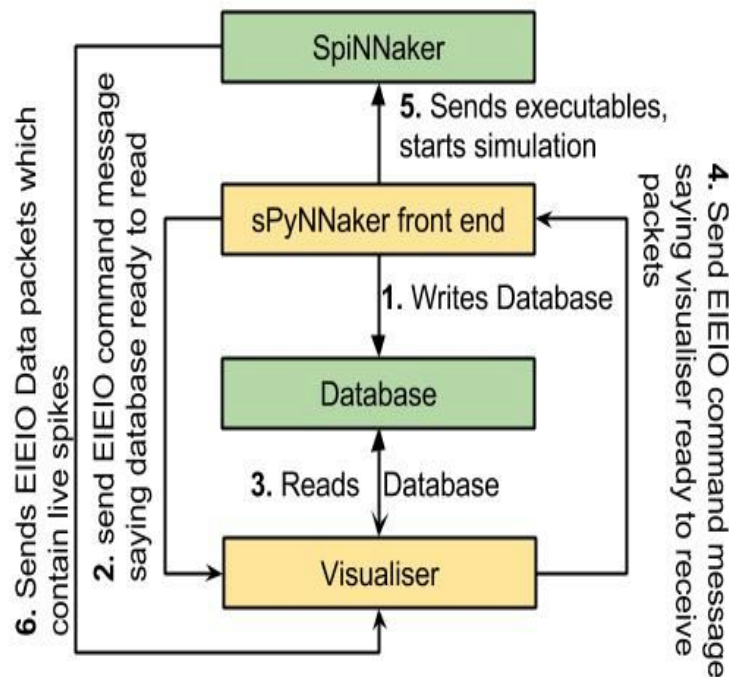 SpiNNaker
5. Sends executables,
starts simulation
sPyNNaker front end
1. Writes Database
Database
3. Reads Database
Visualiser
2. send EIEIO command message
saying database ready to read
4. Send EIEIO command message
saying visualiser ready to receive
packets
6. Sends EIEIO Data packets which
contain live spikes